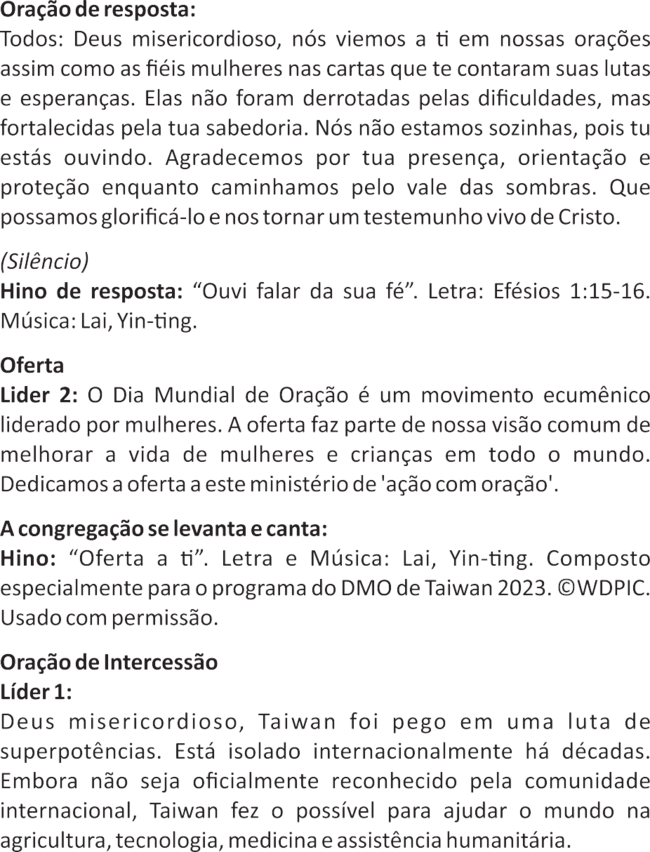 Oração de resposta:
Todos: Deus misericordioso, nós viemos a ti em nossas orações
assim como as fiéis mulheres nas cartas que te contaram suas lutas
e esperanças. Elas não foram derrotadas pelas dificuldades, mas
fortalecidas pela tua sabedoria. Nós não estamos sozinhas, pois tu
estás ouvindo. Agradecemos por tua presença, orientação e
proteção enquanto caminhamos pelo vale das sombras. Que
possamos glorificá-lo e nos tornar um testemunho vivo de Cristo.
(Silêncio)
Hino de resposta: “Ouvi falar da sua fé”. Letra: Efésios 1:15-16.
Música: Lai, Yin-ting.
Oferta
Lider 2: O Dia Mundial de Oração é um movimento ecumênico
liderado por mulheres. A oferta faz parte de nossa visão comum de
melhorar a vida de mulheres e crianças em todo o mundo.
Dedicamos a oferta a este ministério de 'ação com oração'.
A congregação se levanta e canta:
Hino: “Oferta a ti”. Letra e Música: Lai, Yin-ting. Composto
especialmente para o programa do DMO de Taiwan 2023. ©WDPIC.
Usado com permissão.
Oração de Intercessão
Líder 1:
Deus misericordioso, Taiwan foi pego em uma luta de
superpotências. Está isolado internacionalmente há décadas.
Embora não seja oficialmente reconhecido pela comunidade
internacional, Taiwan fez o possível para ajudar o mundo na
agricultura, tecnologia, medicina e assistência humanitária.